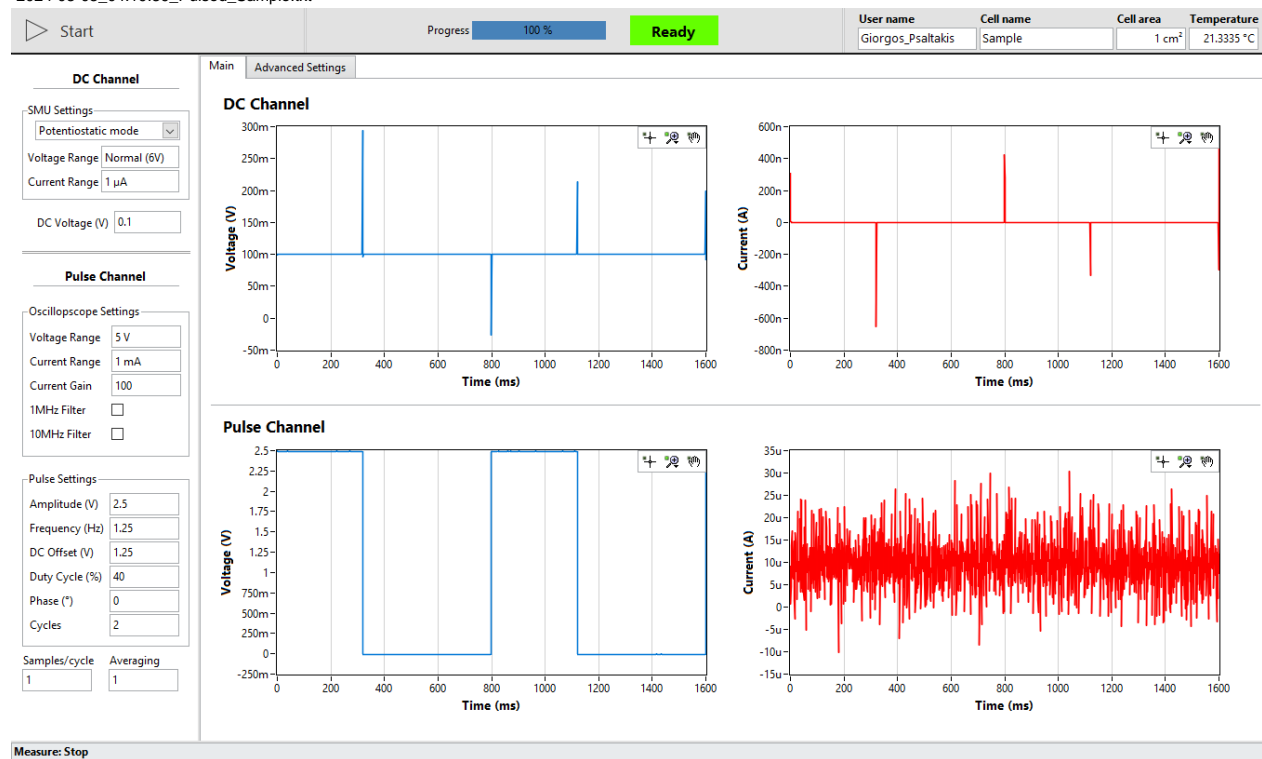 Start
Progress
100 %
Ready
User name
Cell name
Cell area
Temperature
Giorgos_Psaltakis
Sample
1 cm²
21.3335 °C
DC Channel
SMU Settings
Potentiostatic mode
Voltage Range Normal (6V)
Current Range 1 µA
DC Voltage (V) 0.1
Pulse Channel
Oscillopscope Settings
Voltage Range 5 V
Current Range 1 mA
Current Gain 100
1MHz Filter
10MHz Filter
Pulse Settings
Amplitude (V) 2.5
Frequency (Hz) 1.25
DC Offset (V) 1.25
Duty Cycle (%) 40
Phase (°) 0
Cycles 2
Samples/cycle Averaging
1 1
Main Advanced Settings
DC Channel
Voltage (V)
300m
250m
200m
150m
100m
50m
0
-50m
0 200 400 600 800 1000 1200 1400 1600
Time (ms)
Current (A)
600n
400n
200n
0
-200n
-400n
-600n
-800n
0 200 400 600 800 1000 1200 1400 1600
Time (ms)
Pulse Channel
Voltage (V)
2.5
2.25
2
1.75
1.5
1.25
1
750m
500m
250m
0
-250m
0 200 400 600 800 1000 1200 1400 1600
Time (ms)
Current (A)
35u
30u
25u
20u
15u
10u
5u
0
-5u
-10u
-15u
0 200 400 600 800 1000 1200 1400 1600
Time (ms)
Measure: Stop